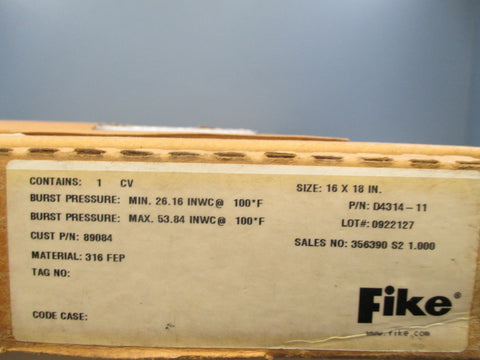 CONTAINS: 1 CV
SIZE: 16 X 18 IN.
BURST PRESSURE: MIN. 26.16 INWC@ 100°F
P/N: D4314-11
BURST PRESSURE: MAX. 53.84 INWC@ 100°F
LOT#: 0922127
CUST P/N: 89084
SALES NO: 356390 S2 1.000
MATERIAL: 316 FEP
TAG NO:
Fike®
CODE CASE:
www.fike.com